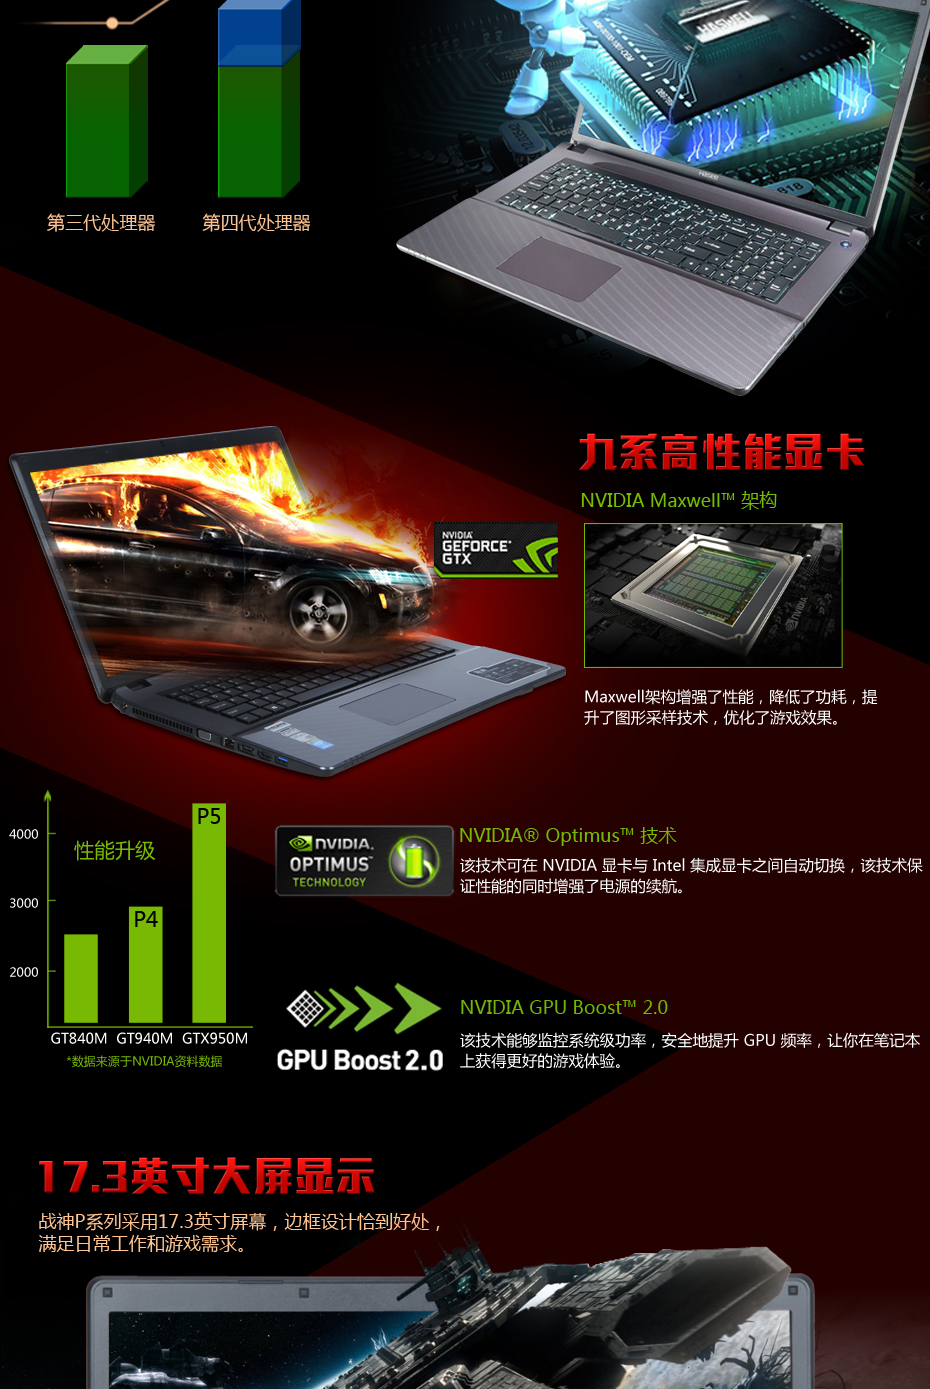 HASWELL
818
Hasee
第三代处理器
第四代处理器
九系高性能显卡
NVIDIA Maxwell™ 架构
NVIDIA
GEFORCE
GTX
NVIDIA
Maxwell架构增强了性能，降低了功耗，提
升了图形采样技术，优化了游戏效果。
4000
3000
2000
性能升级
P4
P5
GT840M GT940M GTX950M
*数据来源于NVIDIA资料数据
NVIDIA.
OPTIMUS™
TECHNOLOGY
NVIDIA® Optimus™ 技术
该技术可在 NVIDIA 显卡与 Intel 集成显卡之间自动切换，该技术保
证性能的同时增强了电源的续航。
GPU Boost 2.0
NVIDIA GPU Boost™ 2.0
该技术能够监控系统级功率，安全地提升 GPU 频率，让你在笔记本
上获得更好的游戏体验。
17.3英寸大屏显示
战神P系列采用17.3英寸屏幕，边框设计恰到好处，
满足日常工作和游戏需求。